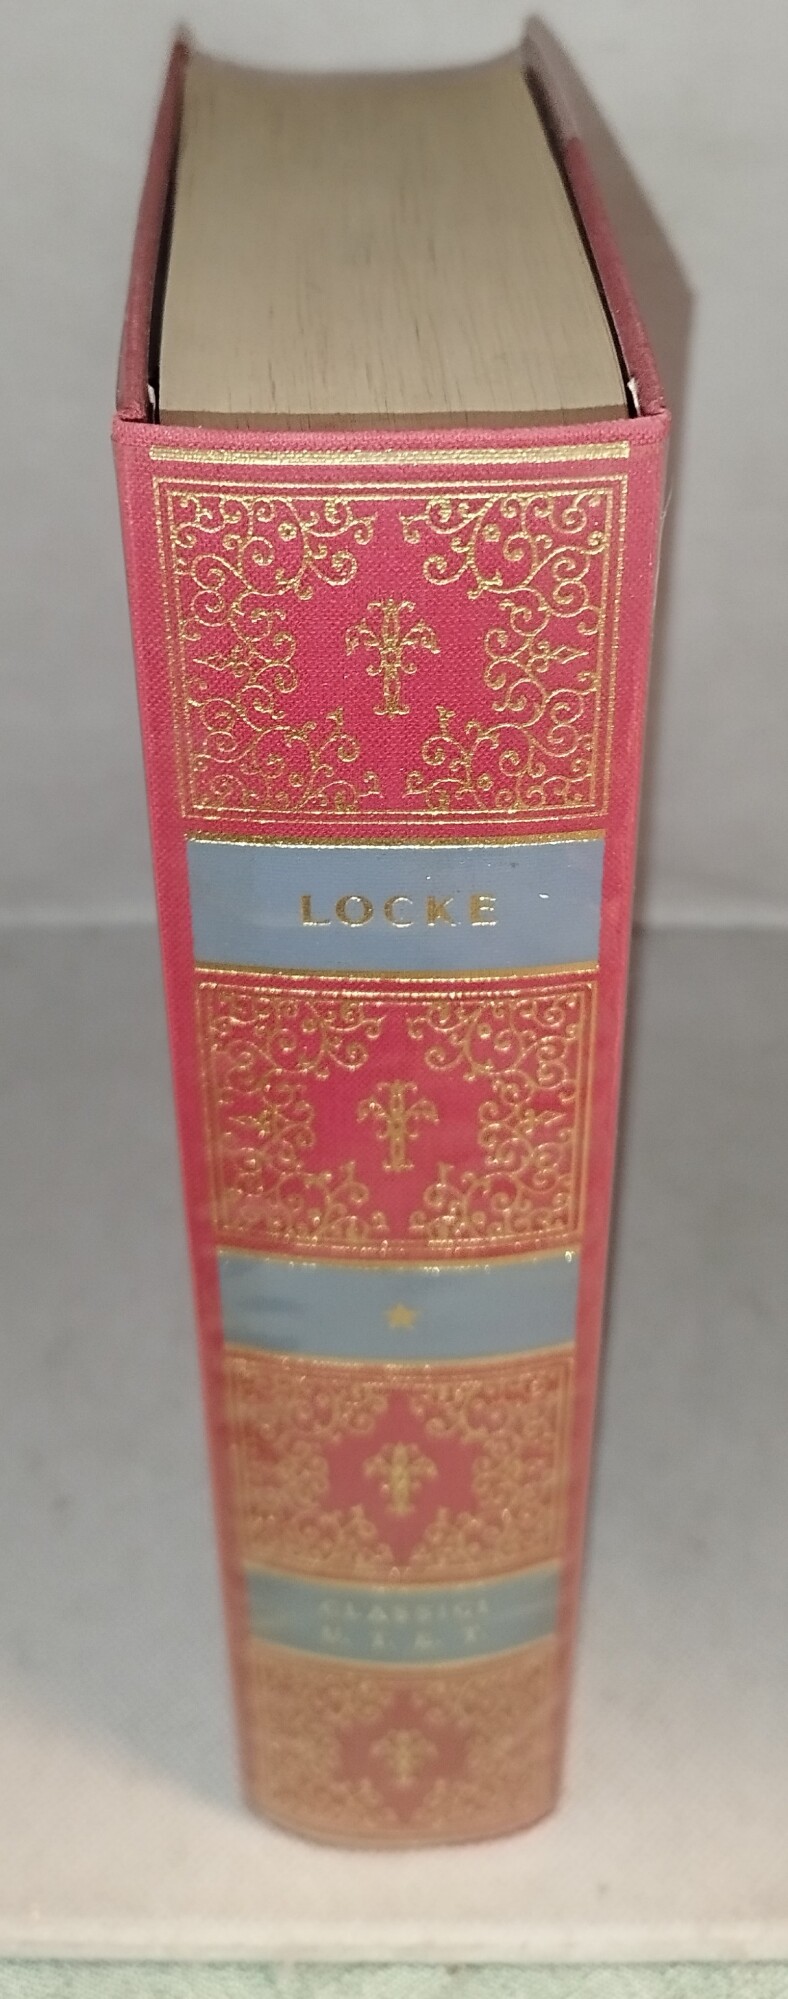 LOCKE
CLASSICI
U. T. E. T.